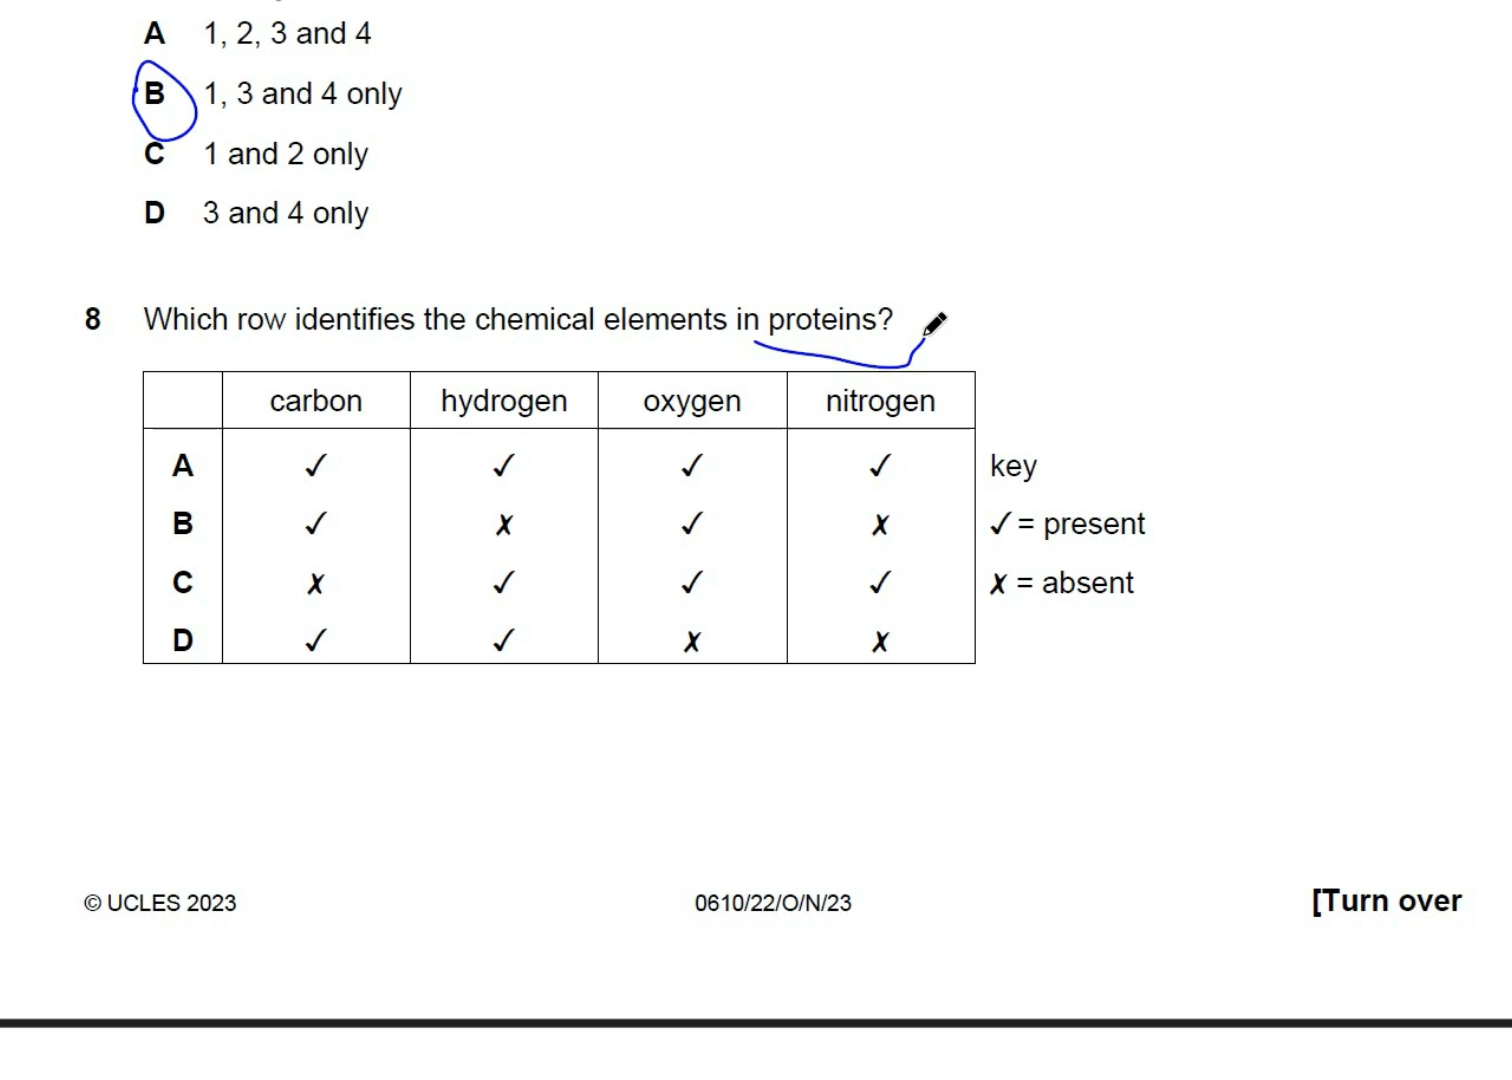 A 1, 2, 3 and 4
B 1, 3 and 4 only
C 1 and 2 only
D 3 and 4 only
8 Which row identifies the chemical elements in proteins?
carbon hydrogen oxygen nitrogen
A ✓ ✓ ✓ ✓ key
B ✓ ✗ ✓ ✗ ✓ = present
C ✗ ✓ ✓ ✓ ✗ = absent
D ✓ ✓ ✗ ✗
© UCLES 2023 0610/22/O/N/23 [Turn over